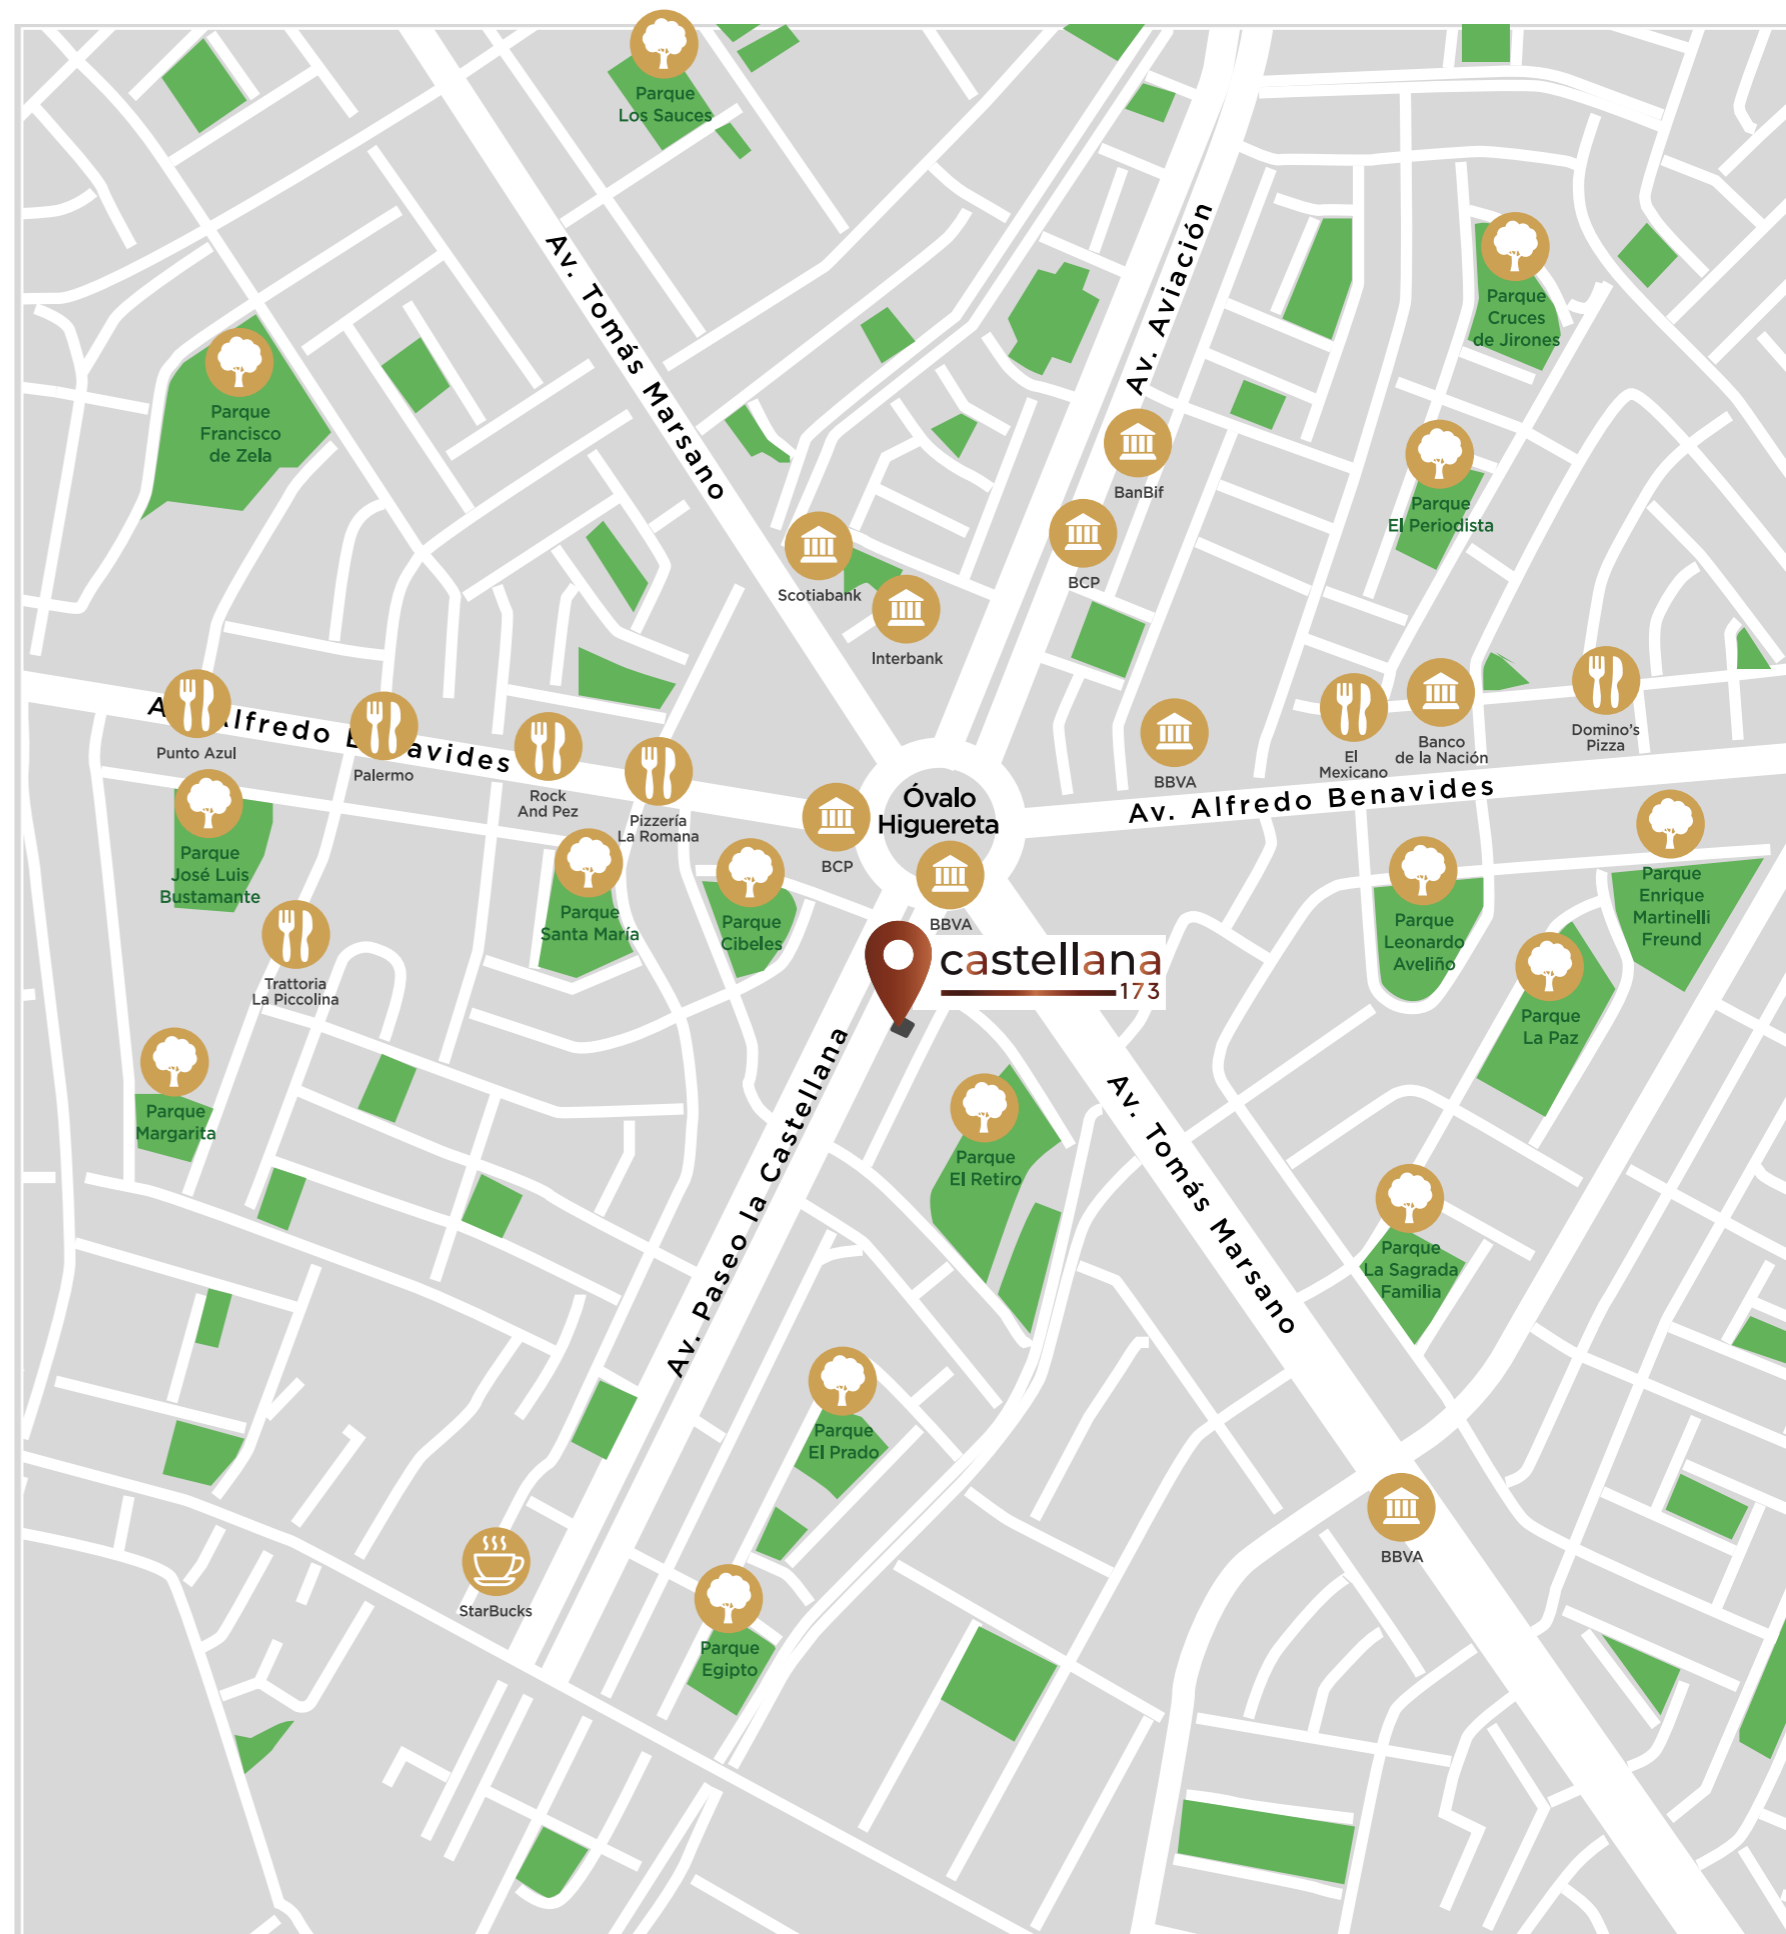 Parque
Los Sauces
Av. Tomás Marsano
Av. Aviación
Parque
Cruces
de Jirones
Parque
Francisco
de Zela
BanBif
Parque
El Periodista
BCP
Scotiabank
Interbank
Punto Azul
Av. Alfredo Benavides
Palermo
Rock
And Pez
Pizzería
La Romana
BCP
Óvalo
Higuereta
BBVA
BBVA
El
Mexicano
Banco
de la Nación
Domino's
Pizza
Av. Alfredo Benavides
Parque
José Luis
Bustamante
Parque
Santa María
Parque
Cibeles
Parque
Leonardo
Aveliño
Parque
Enrique
Martinelli
Freund
Trattoria
La Piccolina
castellana
173
Parque
La Paz
Parque
Margarita
Av. Paseo la Castellana
Parque
El Retiro
Av. Tomás Marsano
Parque
La Sagrada
Familia
Parque
El Prado
BBVA
StarBucks
Parque
Egipto